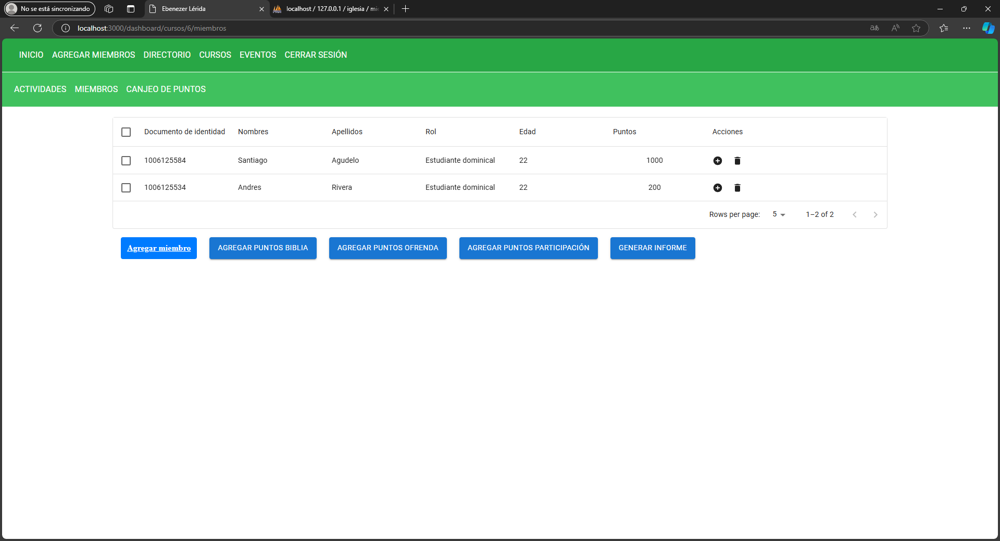 No se está sincronizando
Ebenezer Lérida
localhost / 127.0.0.1 / iglesia / mi
localhost:3000/dashboard/cursos/6/miembros
INICIO AGREGAR MIEMBROS DIRECTORIO CURSOS EVENTOS CERRAR SESIÓN
ACTIVIDADES MIEMBROS CANJEO DE PUNTOS
Documento de identidad Nombres Apellidos Rol Edad Puntos Acciones
1006125584 Santiago Agudelo Estudiante dominical 22 1000
1006125534 Andres Rivera Estudiante dominical 22 200
Rows per page: 5 1–2 of 2
Agregar miembro AGREGAR PUNTOS BIBLIA AGREGAR PUNTOS OFRENDA AGREGAR PUNTOS PARTICIPACIÓN GENERAR INFORME